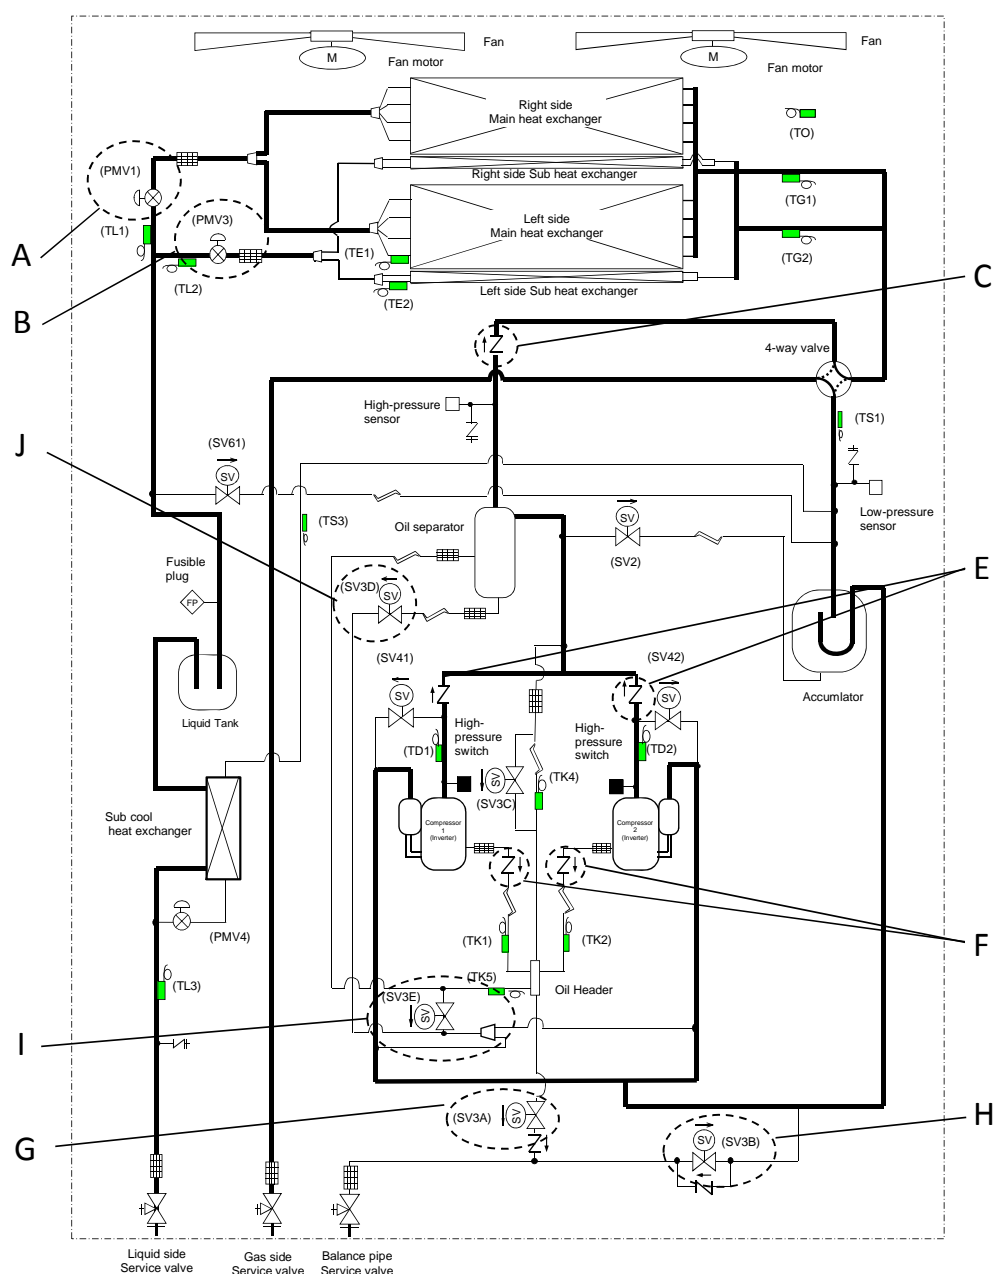 Fan
Fan
M
M
Fan motor
Fan motor
Right side
Main heat exchanger
(TO)
(PMV1)
Right side Sub heat exchanger
(TG1)
(PMV3)
Left side
Main heat exchanger
(TL1)
(TE1)
(TG2)
A
(TL2)
C
(TE2)
Left side Sub heat exchanger
B
4-way valve
High-pressure
sensor
(TS1)
J
(SV61)
SV
SV
Low-pressure
sensor
(TS3)
Oil separator
(SV2)
Fusible
plug
E
(SV3D)
SV
FP
(SV41)
(SV42)
SV
SV
Accumlator
Liquid Tank
High-
pressure
switch
High-
pressure
switch
(TD1)
(TD2)
SV
(TK4)
(SV3C)
Sub cool
heat exchanger
Compressor
1
(Inverter)
Compressor
2
(Inverter)
(PMV4)
(TK1)
(TK2)
F
(TL3)
(TK5)
Oil Header
(SV3E)
SV
I
(SV3A)
SV
H
G
SV
(SV3B)
Liquid side
Service valve
Gas side
Service valve
Balance pipe
Service valve